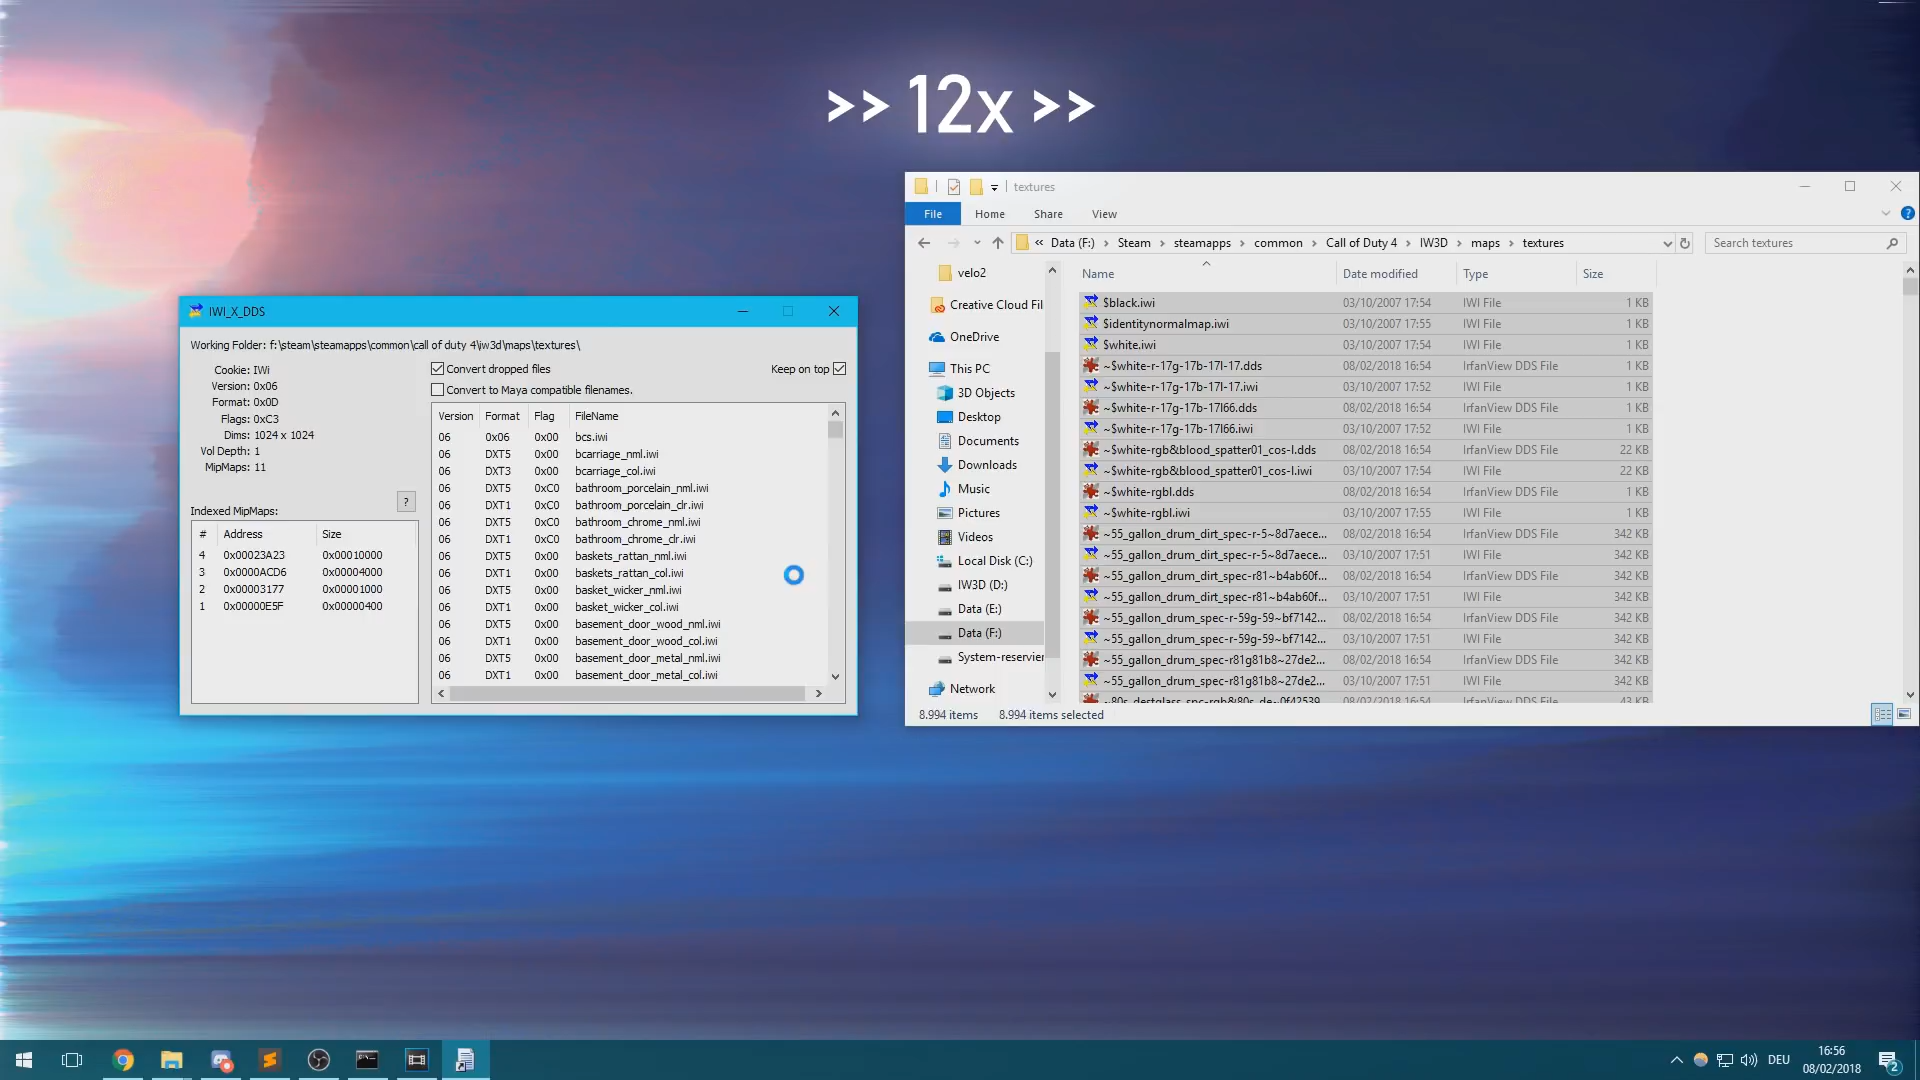 >> 12x >>
textures
File Home Share View
« Data (F:) › Steam › steamapps › common › Call of Duty 4 › IW3D › maps › textures
Search textures
velo2
Creative Cloud Fil
OneDrive
This PC
3D Objects
Desktop
Documents
Downloads
Music
Pictures
Videos
Local Disk (C:)
IW3D (D:)
Data (E:)
Data (F:)
System-reservier
Network
Name Date modified Type Size
$black.iwi 03/10/2007 17:54 IWI File 1 KB
$identitynormalmap.iwi 03/10/2007 17:55 IWI File 1 KB
$white.iwi 03/10/2007 17:54 IWI File 1 KB
~$white-r-17g-17b-17l-17.dds 08/02/2018 16:54 IrfanView DDS File 1 KB
~$white-r-17g-17b-17l-17.iwi 03/10/2007 17:52 IWI File 1 KB
~$white-r-17g-17b-17l66.dds 08/02/2018 16:54 IrfanView DDS File 1 KB
~$white-r-17g-17b-17l66.iwi 03/10/2007 17:52 IWI File 1 KB
~$white-rgb&blood_spatter01_cos-l.dds 08/02/2018 16:54 IrfanView DDS File 22 KB
~$white-rgb&blood_spatter01_cos-l.iwi 03/10/2007 17:54 IWI File 22 KB
~$white-rgbl.dds 08/02/2018 16:54 IrfanView DDS File 1 KB
~$white-rgbl.iwi 03/10/2007 17:55 IWI File 1 KB
~55_gallon_drum_dirt_spec-r-5~8d7aece... 08/02/2018 16:54 IrfanView DDS File 342 KB
~55_gallon_drum_dirt_spec-r-5~8d7aece... 03/10/2007 17:51 IWI File 342 KB
~55_gallon_drum_dirt_spec-r81~b4ab60f... 08/02/2018 16:54 IrfanView DDS File 342 KB
~55_gallon_drum_dirt_spec-r81~b4ab60f... 03/10/2007 17:51 IWI File 342 KB
~55_gallon_drum_spec-r-59g-59~bf7142... 08/02/2018 16:54 IrfanView DDS File 342 KB
~55_gallon_drum_spec-r-59g-59~bf7142... 03/10/2007 17:51 IWI File 342 KB
~55_gallon_drum_spec-r81g81b8~27de2... 08/02/2018 16:54 IrfanView DDS File 342 KB
~55_gallon_drum_spec-r81g81b8~27de2... 03/10/2007 17:51 IWI File 342 KB
~80s_destglass_spc-rgb&80s_de~0f42539 08/02/2018 16:54 IrfanView DDS File 43 KB
8.994 items 8.994 items selected
IWI_X_DDS
Working Folder: f:\steam\steamapps\common\call of duty 4\iw3d\maps\textures\
Cookie: IWi
Version: 0x06
Format: 0x0D
Flags: 0xC3
Dims: 1024 x 1024
Vol Depth: 1
MipMaps: 11
?
Indexed MipMaps:
# Address Size
4 0x00023A23 0x00010000
3 0x0000ACD6 0x00004000
2 0x00003177 0x00001000
1 0x00000E5F 0x00000400
Convert dropped files Keep on top
Convert to Maya compatible filenames.
Version Format Flag FileName
06 0x06 0x00 bcs.iwi
06 DXT5 0x00 bcarriage_nml.iwi
06 DXT3 0x00 bcarriage_col.iwi
06 DXT5 0xC0 bathroom_porcelain_nml.iwi
06 DXT1 0xC0 bathroom_porcelain_clr.iwi
06 DXT5 0xC0 bathroom_chrome_nml.iwi
06 DXT1 0xC0 bathroom_chrome_clr.iwi
06 DXT5 0x00 baskets_rattan_nml.iwi
06 DXT1 0x00 baskets_rattan_col.iwi
06 DXT5 0x00 basket_wicker_nml.iwi
06 DXT1 0x00 basket_wicker_col.iwi
06 DXT5 0x00 basement_door_wood_nml.iwi
06 DXT1 0x00 basement_door_wood_col.iwi
06 DXT5 0x00 basement_door_metal_nml.iwi
06 DXT1 0x00 basement_door_metal_col.iwi
DEU
16:56
08/02/2018
2